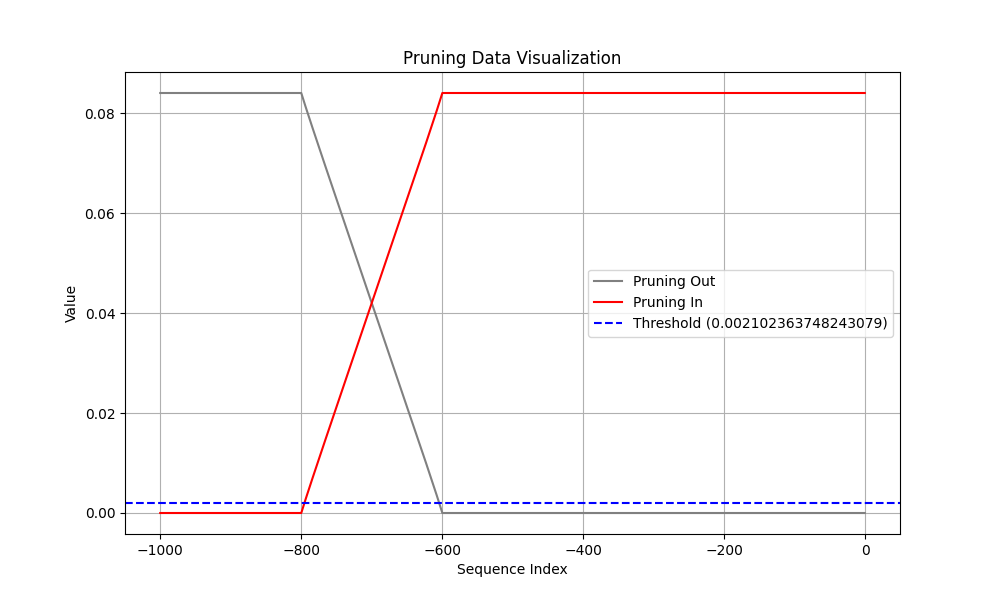 Pruning Data Visualization
0.08
0.06
0.04
0.02
0.00
Value
Pruning Out
Pruning In
Threshold (0.002102363748243079)
−1000 −800 −600 −400 −200 0
Sequence Index